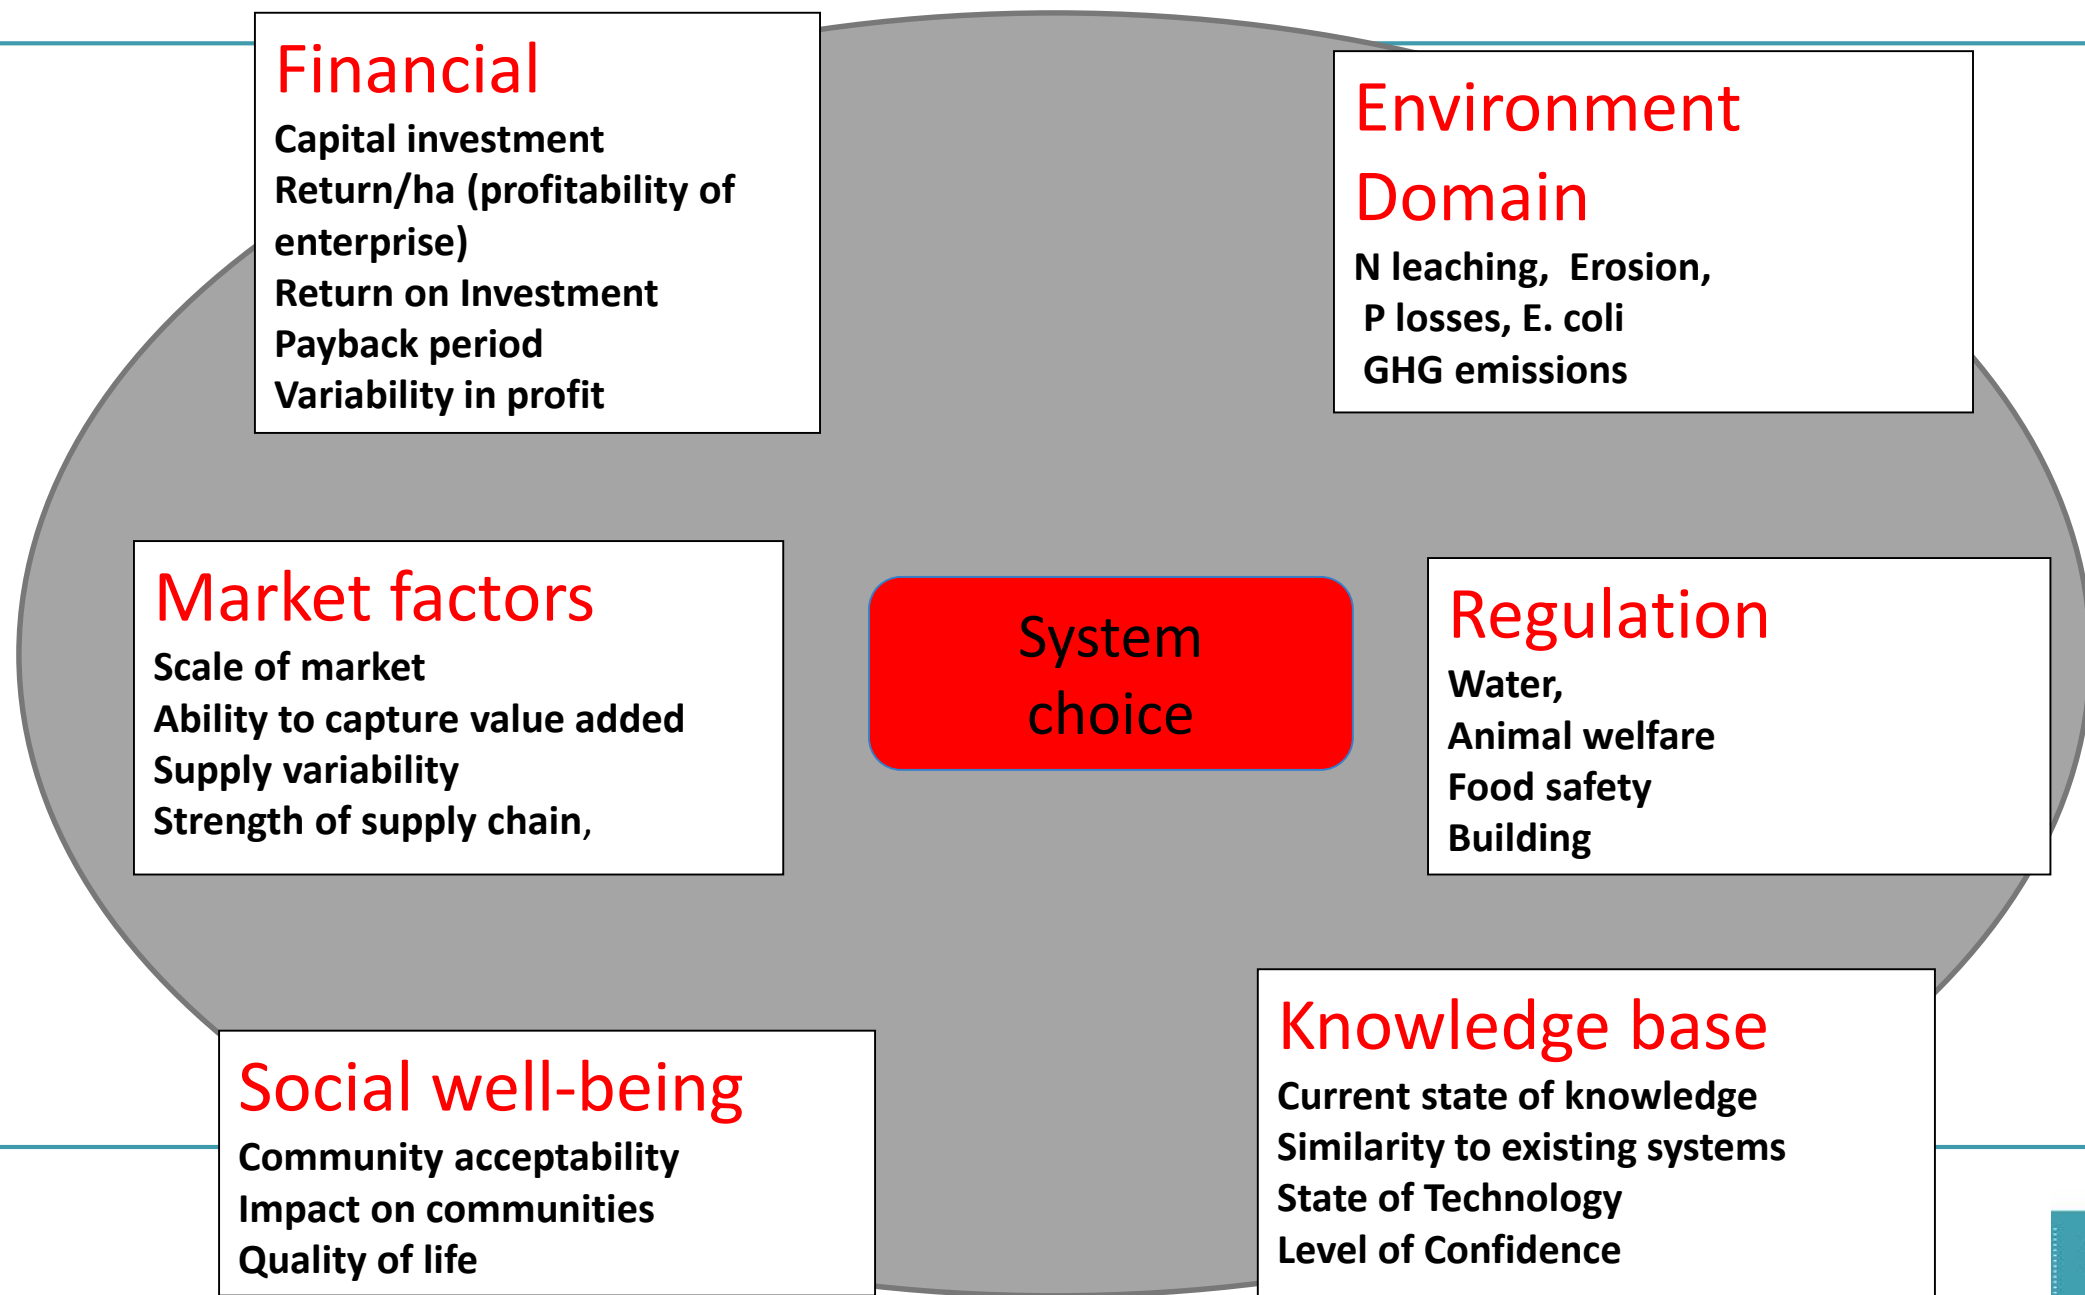 Financial
Capital investment
Return/ha (profitability of
enterprise)
Return on Investment
Payback period
Variability in profit
Environment
Domain
N leaching,  Erosion,
P losses, E. coli
GHG emissions
Market factors
Scale of market
Ability to capture value added
Supply variability
Strength of supply chain,
System
choice
Regulation
Water,
Animal welfare
Food safety
Building
Social well-being
Community acceptability
Impact on communities
Quality of life
Knowledge base
Current state of knowledge
Similarity to existing systems
State of Technology
Level of Confidence